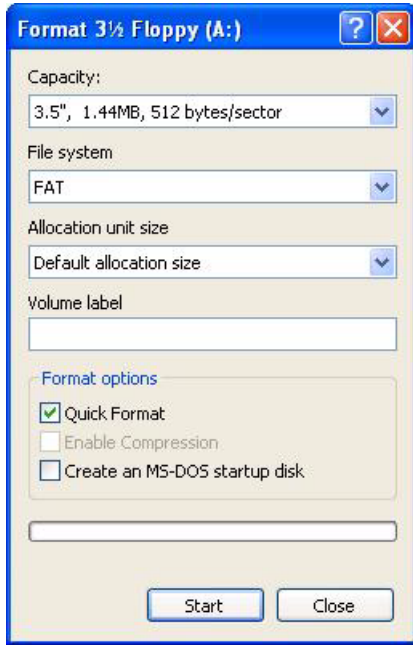 Format 3½ Floppy (A:)
Capacity:
3.5", 1.44MB, 512 bytes/sector
File system
FAT
Allocation unit size
Default allocation size
Volume label
Format options
Quick Format
Enable Compression
Create an MS-DOS startup disk
Start Close